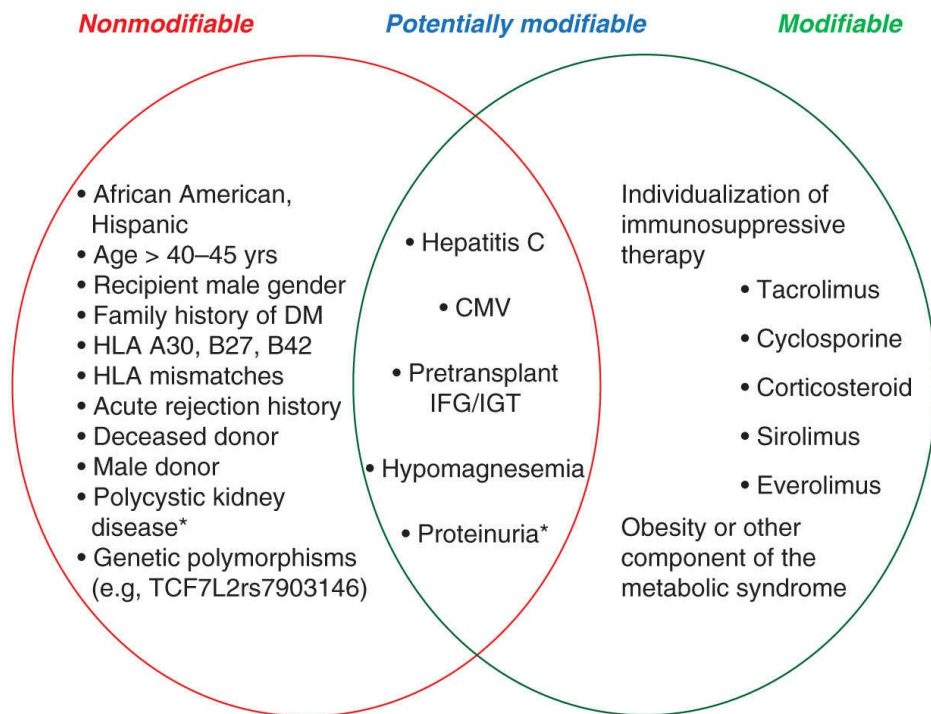 Nonmodifiable
Potentially modifiable
Modifiable
• African American,
Hispanic
• Age > 40–45 yrs
• Recipient male gender
• Family history of DM
• HLA A30, B27, B42
• HLA mismatches
• Acute rejection history
• Deceased donor
• Male donor
• Polycystic kidney
disease*
• Genetic polymorphisms
(e.g, TCF7L2rs7903146)
• Hepatitis C
• CMV
• Pretransplant
IFG/IGT
• Hypomagnesemia
• Proteinuria*
Individualization of
immunosuppressive
therapy
• Tacrolimus
• Cyclosporine
• Corticosteroid
• Sirolimus
• Everolimus
Obesity or other
component of the
metabolic syndrome